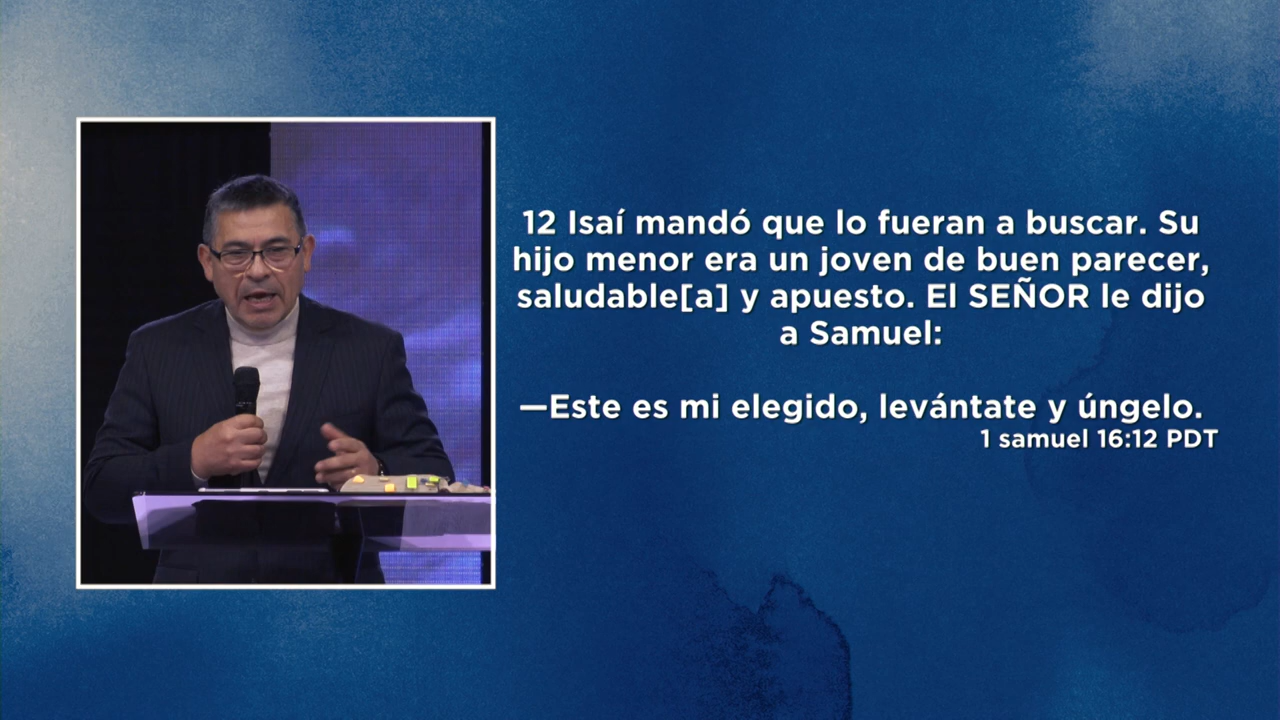 12 Isaí mandó que lo fueran a buscar. Su
hijo menor era un joven de buen parecer,
saludable[a] y apuesto. El SEÑOR le dijo
a Samuel:
—Este es mi elegido, levántate y úngelo.
1 samuel 16:12 PDT